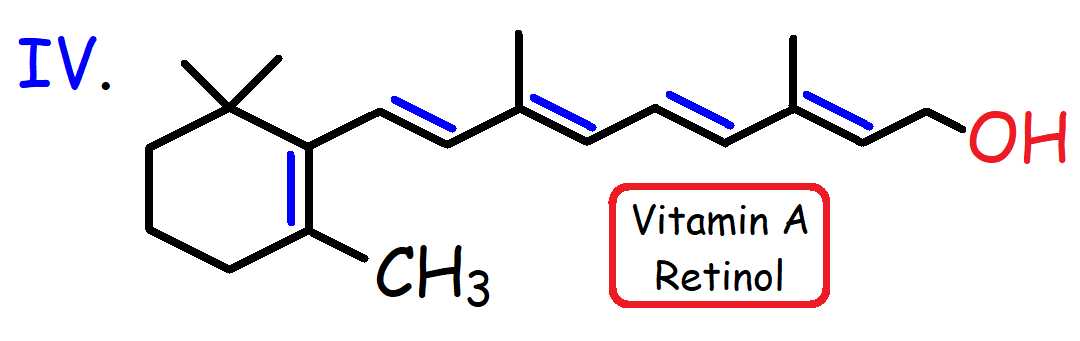 IV.
OH
CH₃
Vitamin A
Retinol